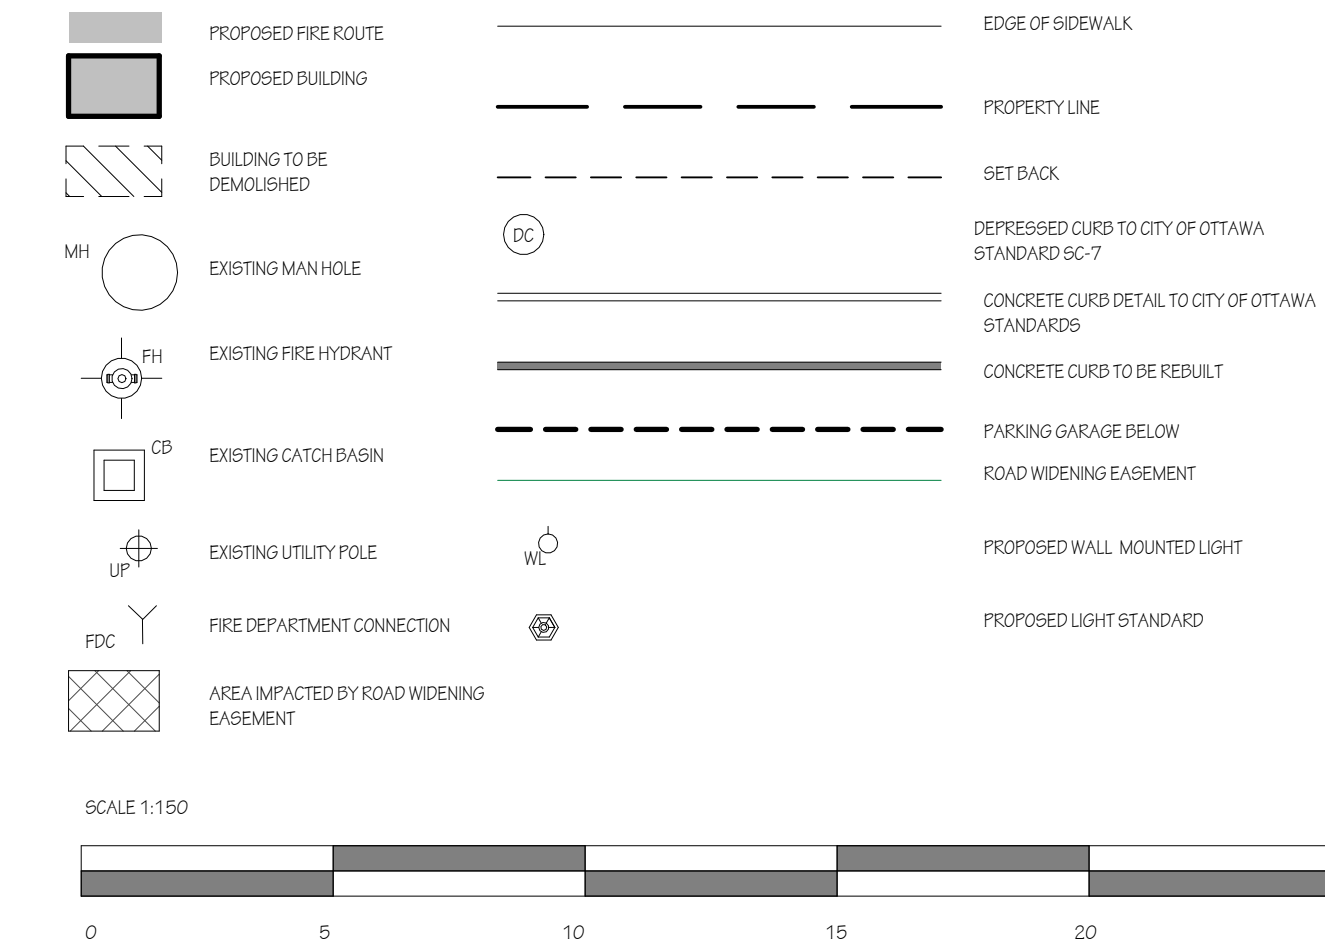 PROPOSED FIRE ROUTE
PROPOSED BUILDING
BUILDING TO BE
DEMOLISHED
MH
EXISTING MAN HOLE
FH
EXISTING FIRE HYDRANT
CB
EXISTING CATCH BASIN
UP
EXISTING UTILITY POLE
FDC
FIRE DEPARTMENT CONNECTION
AREA IMPACTED BY ROAD WIDENING
EASEMENT
EDGE OF SIDEWALK
PROPERTY LINE
SET BACK
DC
DEPRESSED CURB TO CITY OF OTTAWA
STANDARD SC-7
CONCRETE CURB DETAIL TO CITY OF OTTAWA
STANDARDS
CONCRETE CURB TO BE REBUILT
PARKING GARAGE BELOW
ROAD WIDENING EASEMENT
WL
PROPOSED WALL MOUNTED LIGHT
PROPOSED LIGHT STANDARD
SCALE 1:150
0 5 10 15 20